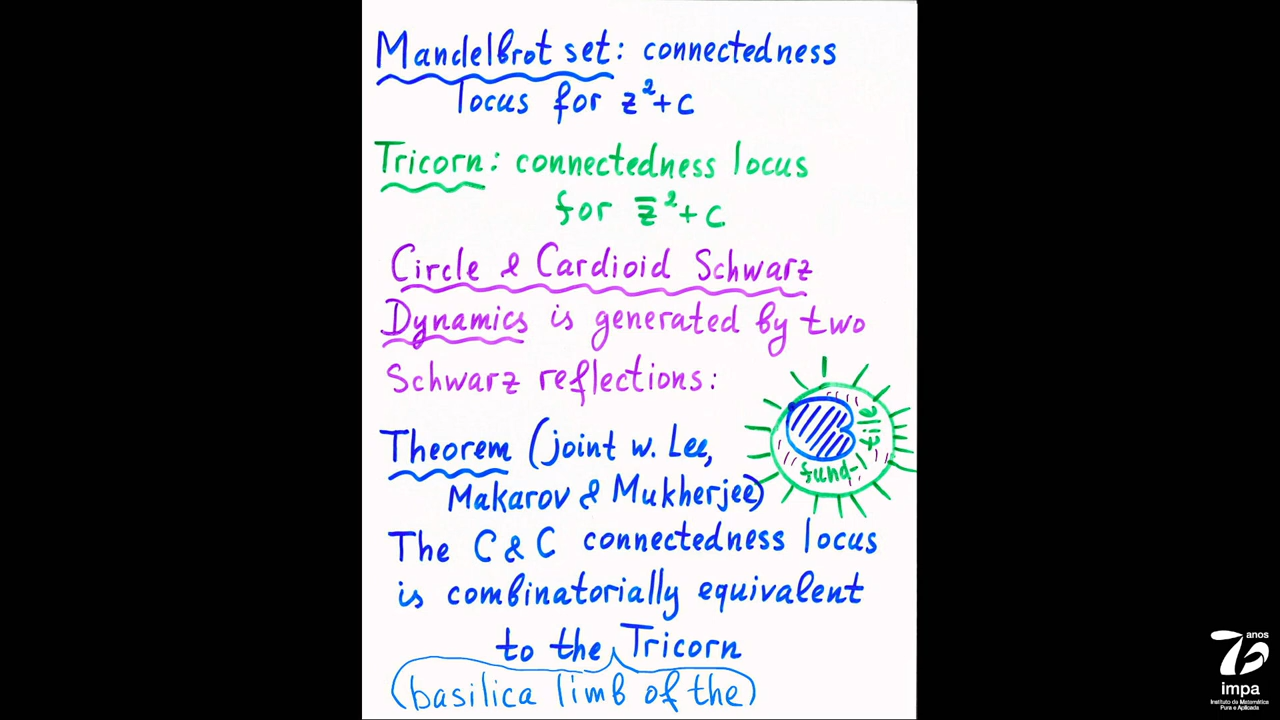 Mandelbrot set: connectedness
locus for z²+c
Tricorn: connectedness locus
for z̅²+c
Circle & Cardioid Schwarz
Dynamics is generated by two
Schwarz reflections:
fund-l tile
Theorem (joint w. Lee,
Makarov & Mukherjee)
The C & C connectedness locus
is combinatorially equivalent
to the Tricorn
(basilica limb of the)
70 anos
impa
Instituto de Matemática
Pura e Aplicada